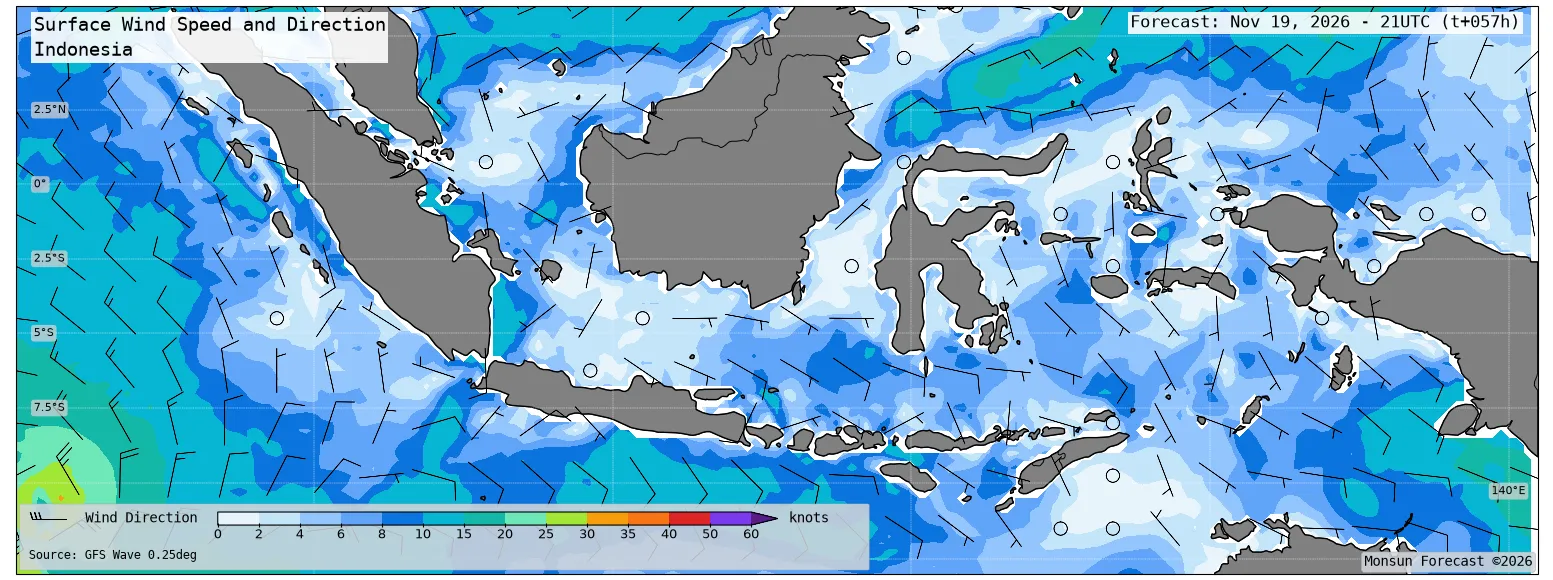 Surface Wind Speed and Direction
Indonesia
Forecast: Nov 19, 2026 - 21UTC (t+057h)
2.5°N
0°
2.5°S
5°S
7.5°S
140°E
Wind Direction
0 2 4 6 8 10 15 20 25 30 35 40 50 60
knots
Source: GFS Wave 0.25deg
Monsun Forecast ©2026